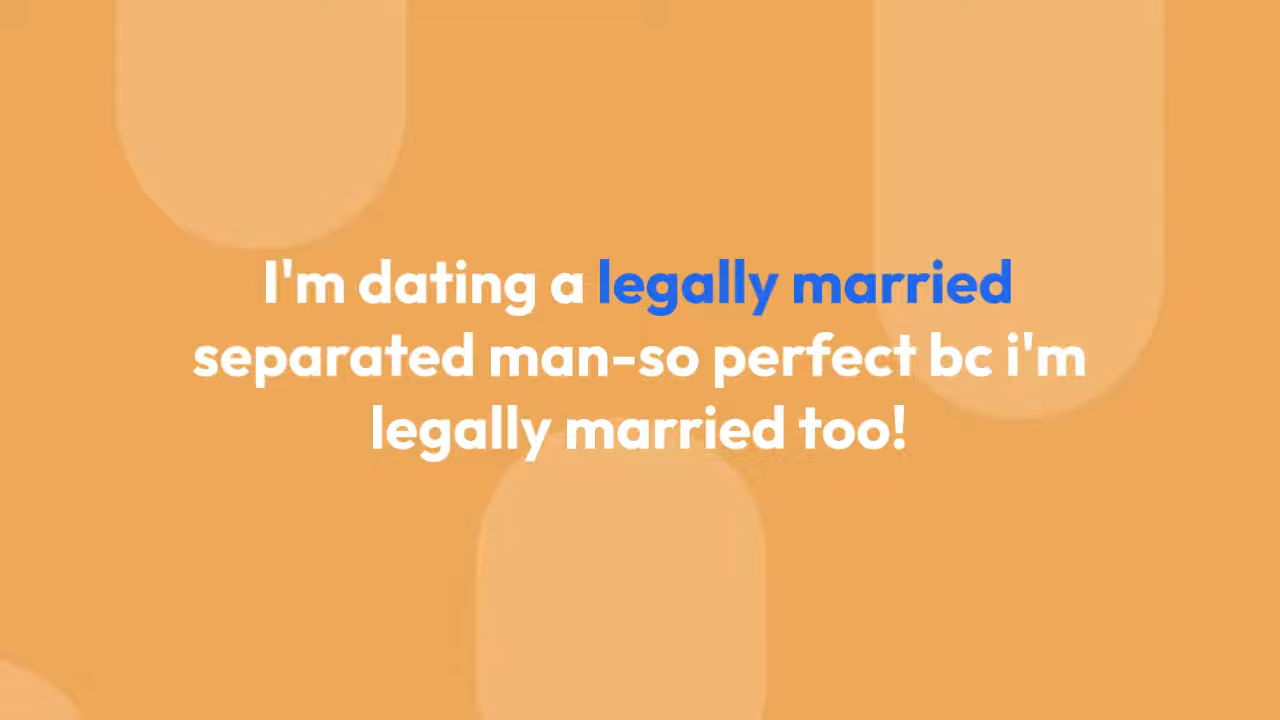 I'm dating a legally married
separated man-so perfect bc i'm
legally married too!